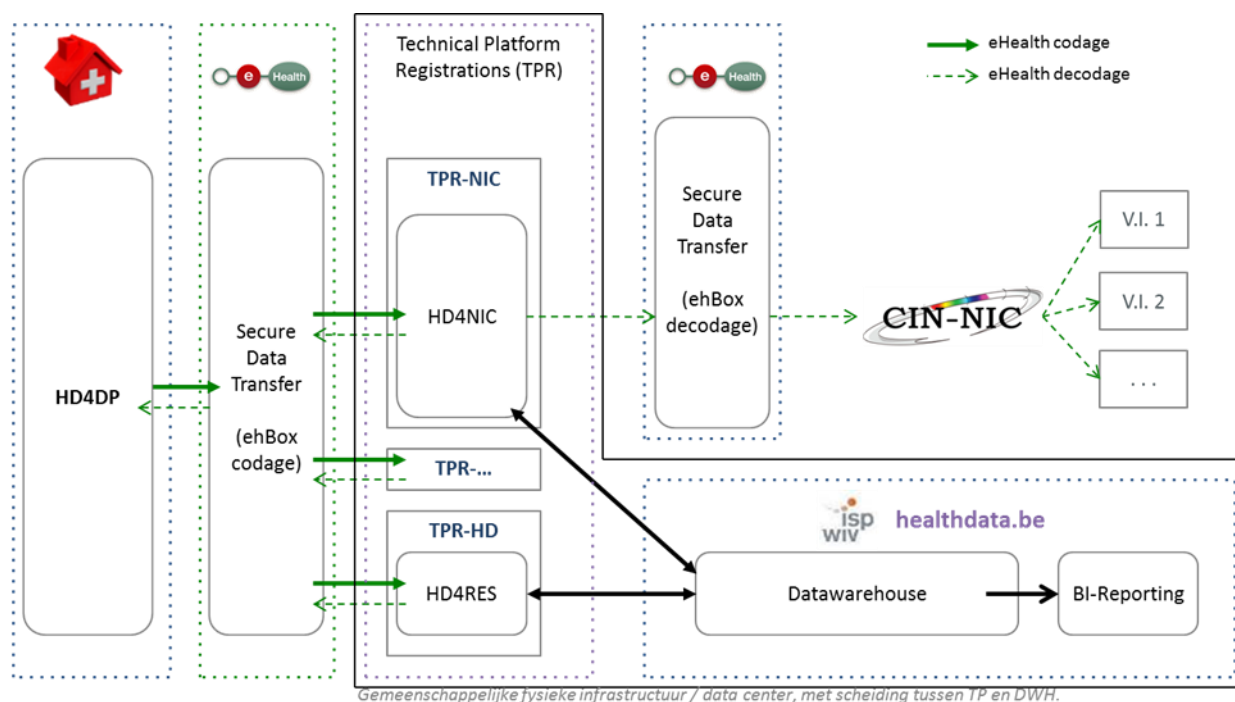 Technical Platform
Registrations (TPR)
e
Health
e
Health
eHealth codage
eHealth decodage
HD4DP
Secure
Data
Transfer
(ehBox
codage)
TPR-NIC
HD4NIC
TPR-...
TPR-HD
HD4RES
Secure
Data
Transfer
(ehBox
decodage)
CIN-NIC
V.I. 1
V.I. 2
...
isp
wiv
healthdata.be
Datawarehouse
BI-Reporting
Gemeenschappelijke fysieke infrastructuur / data center, met scheiding tussen TP en DWH.